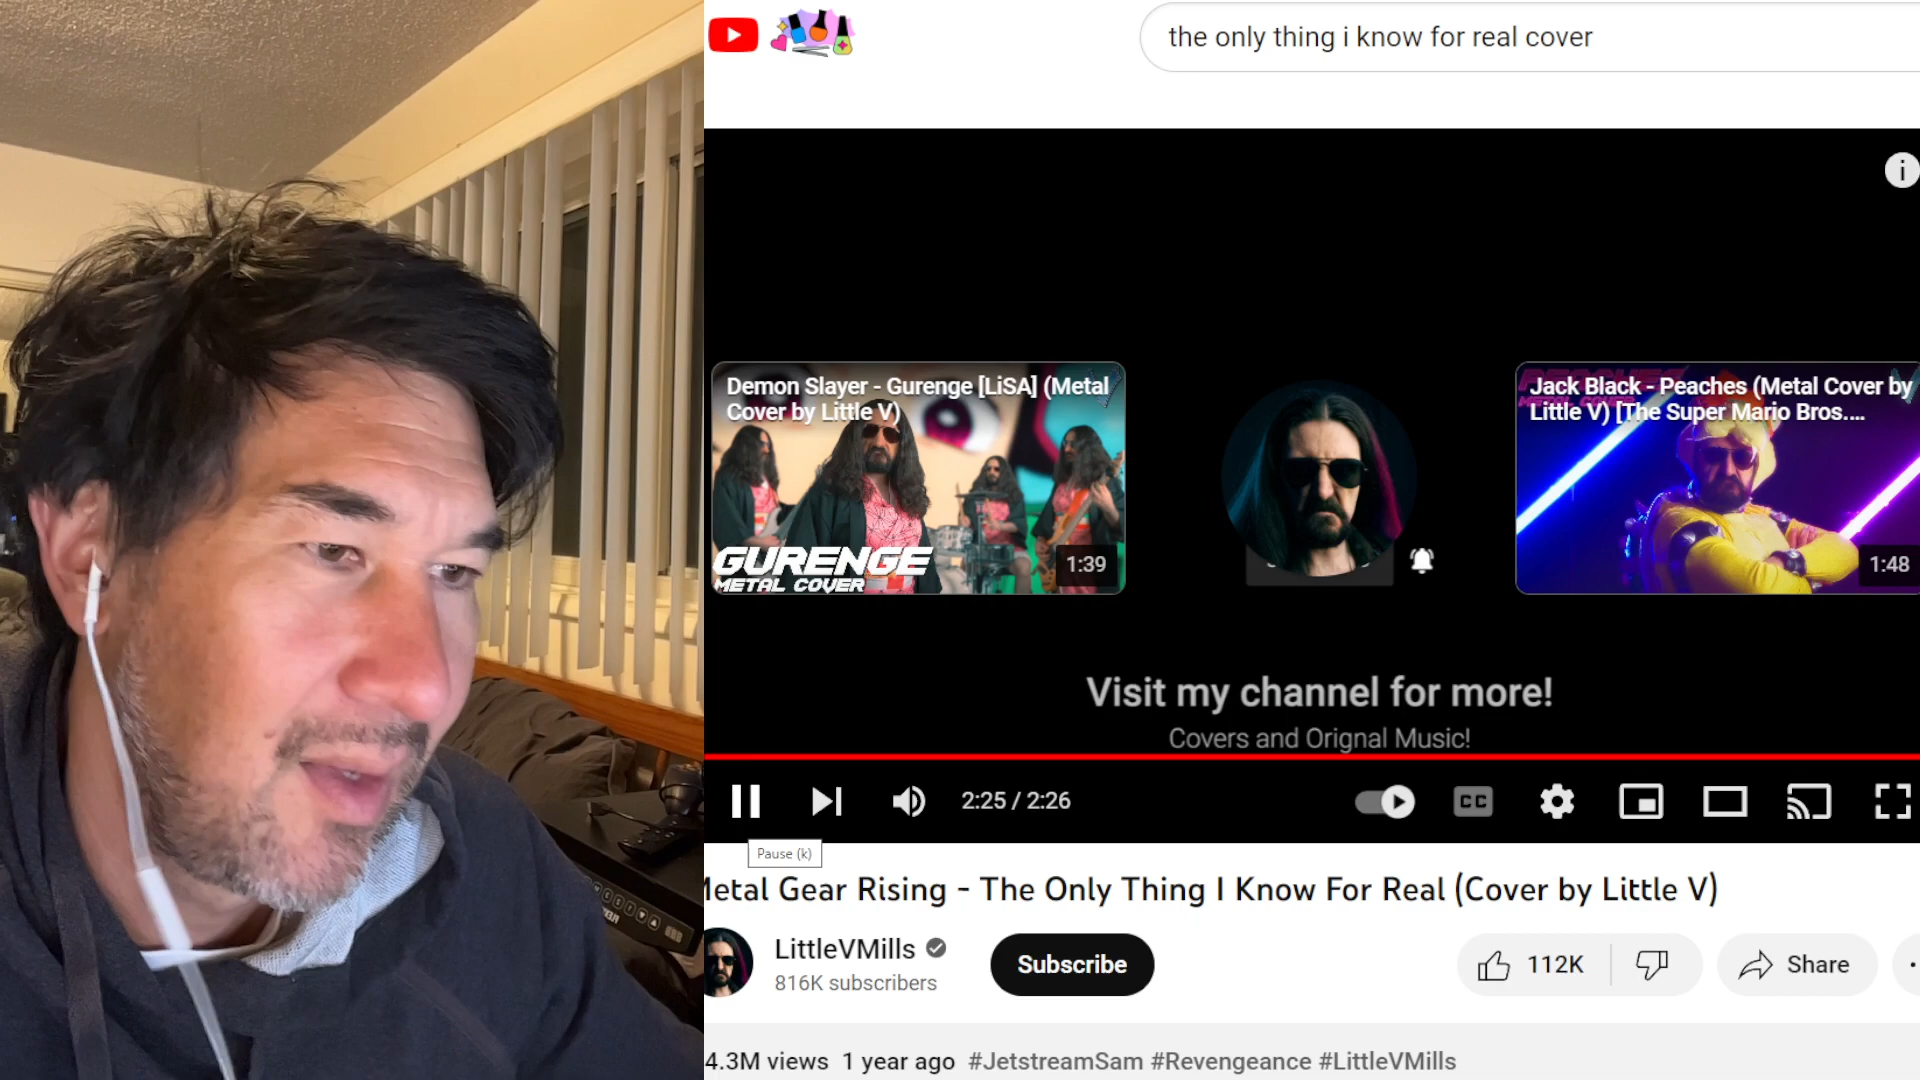 the only thing i know for real cover
Demon Slayer - Gurenge [LiSA] (Metal
Cover by Little V)
GURENGE
METAL COVER
1:39
Jack Black - Peaches (Metal Cover by
Little V) [The Super Mario Bros....
1:48
Visit my channel for more!
Covers and Orignal Music!
2:25 / 2:26
CC
Pause (k)
Metal Gear Rising - The Only Thing I Know For Real (Cover by Little V)
LittleVMills
816K subscribers
Subscribe
112K
Share
4.3M views 1 year ago #JetstreamSam #Revengeance #LittleVMills